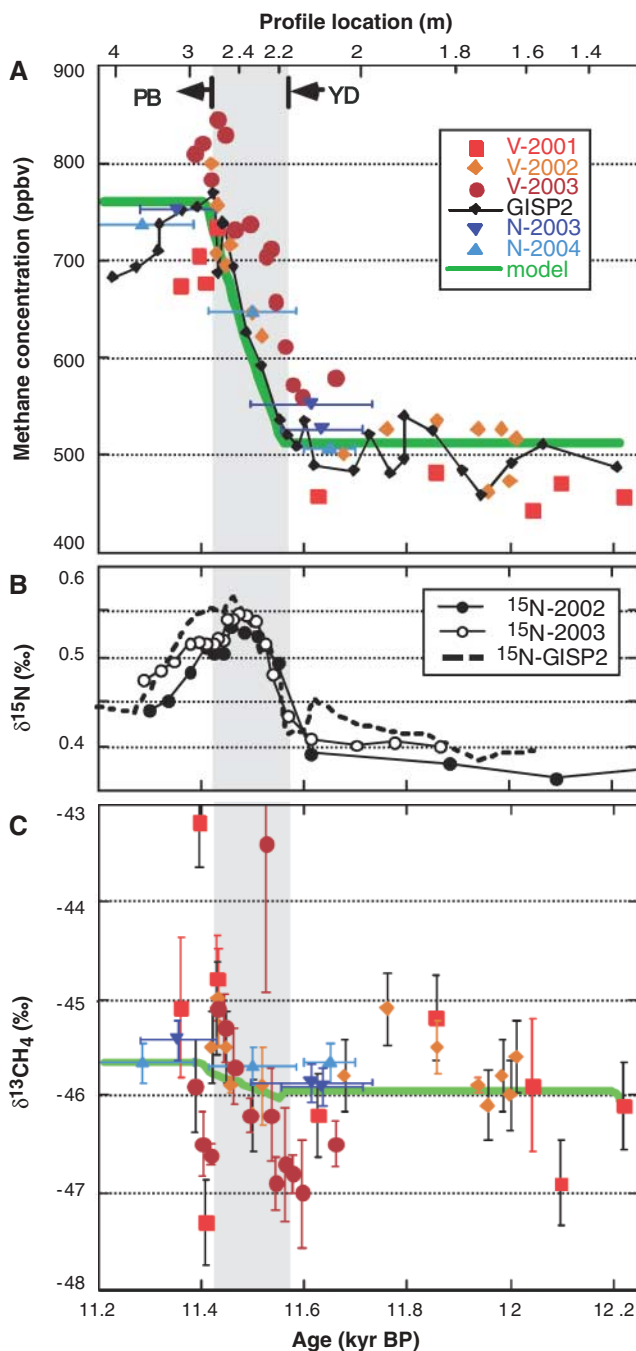 Profile location (m)
4 3 2.4 2.2 2 1.8 1.6 1.5 1.4
A
900
800
700
600
500
400
Methane concentration (ppbv)
PB
YD
V-2001
V-2002
V-2003
GISP2
N-2003
N-2004
model
B
0.6
0.5
0.4
δ15N (‰)
15N-2002
15N-2003
15N-GISP2
C
-43
-44
-45
-46
-47
-48
δ13CH4 (‰)
11.2 11.4 11.6 11.8 12 12.2
Age (kyr BP)